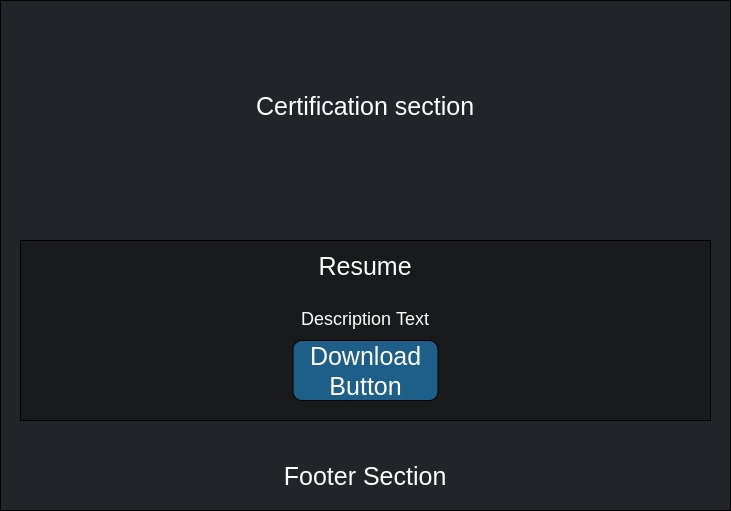 Certification section
Resume
Description Text
Download
Button
Footer Section